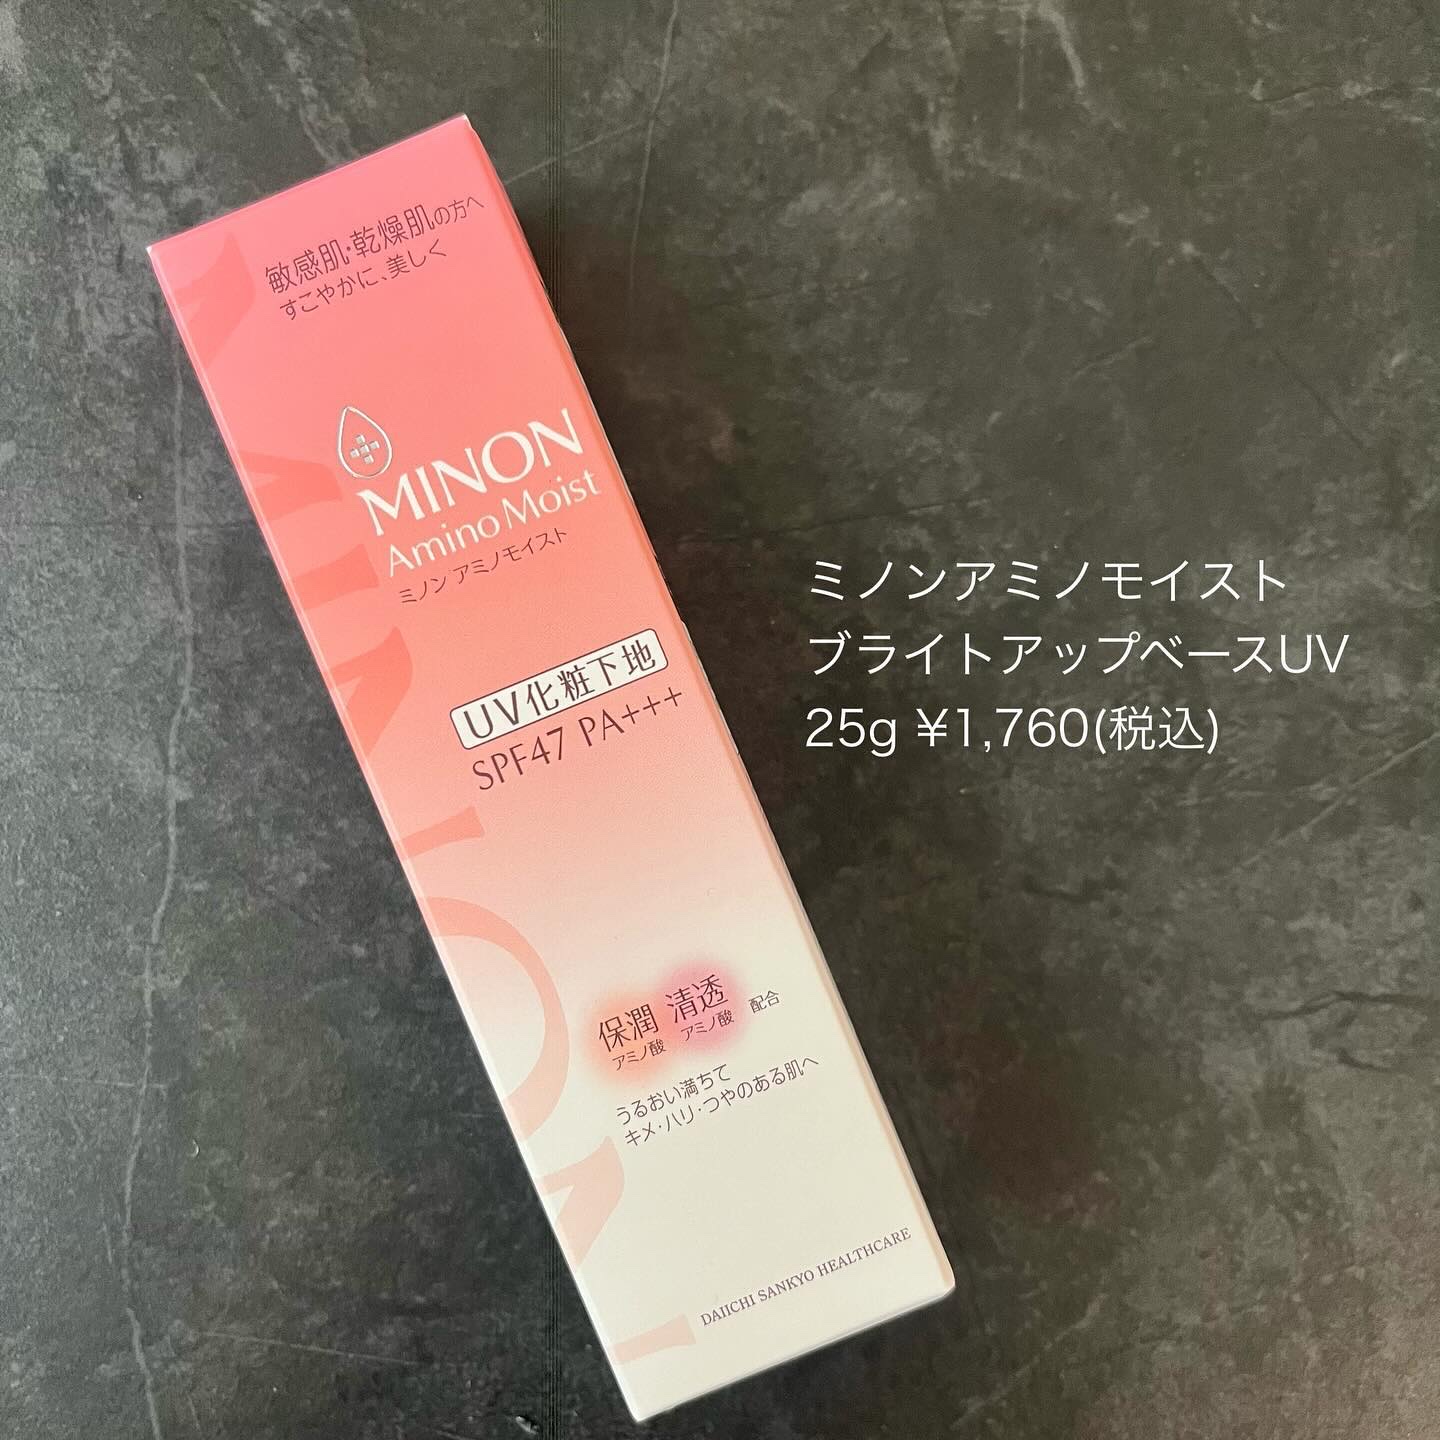 敏感肌・乾燥肌の方へ
すこやかに、美しく
MINON
Amino Moist
ミノン アミノモイスト
UV化粧下地
SPF47 PA+++
保潤 清透 配合
アミノ酸 アミノ酸
うるおい満ちて
キメ・ハリ・つやのある肌へ
DAIICHI SANKYO HEALTHCARE
ミノンアミノモイスト
ブライトアップベースUV
25g ¥1,760(税込)